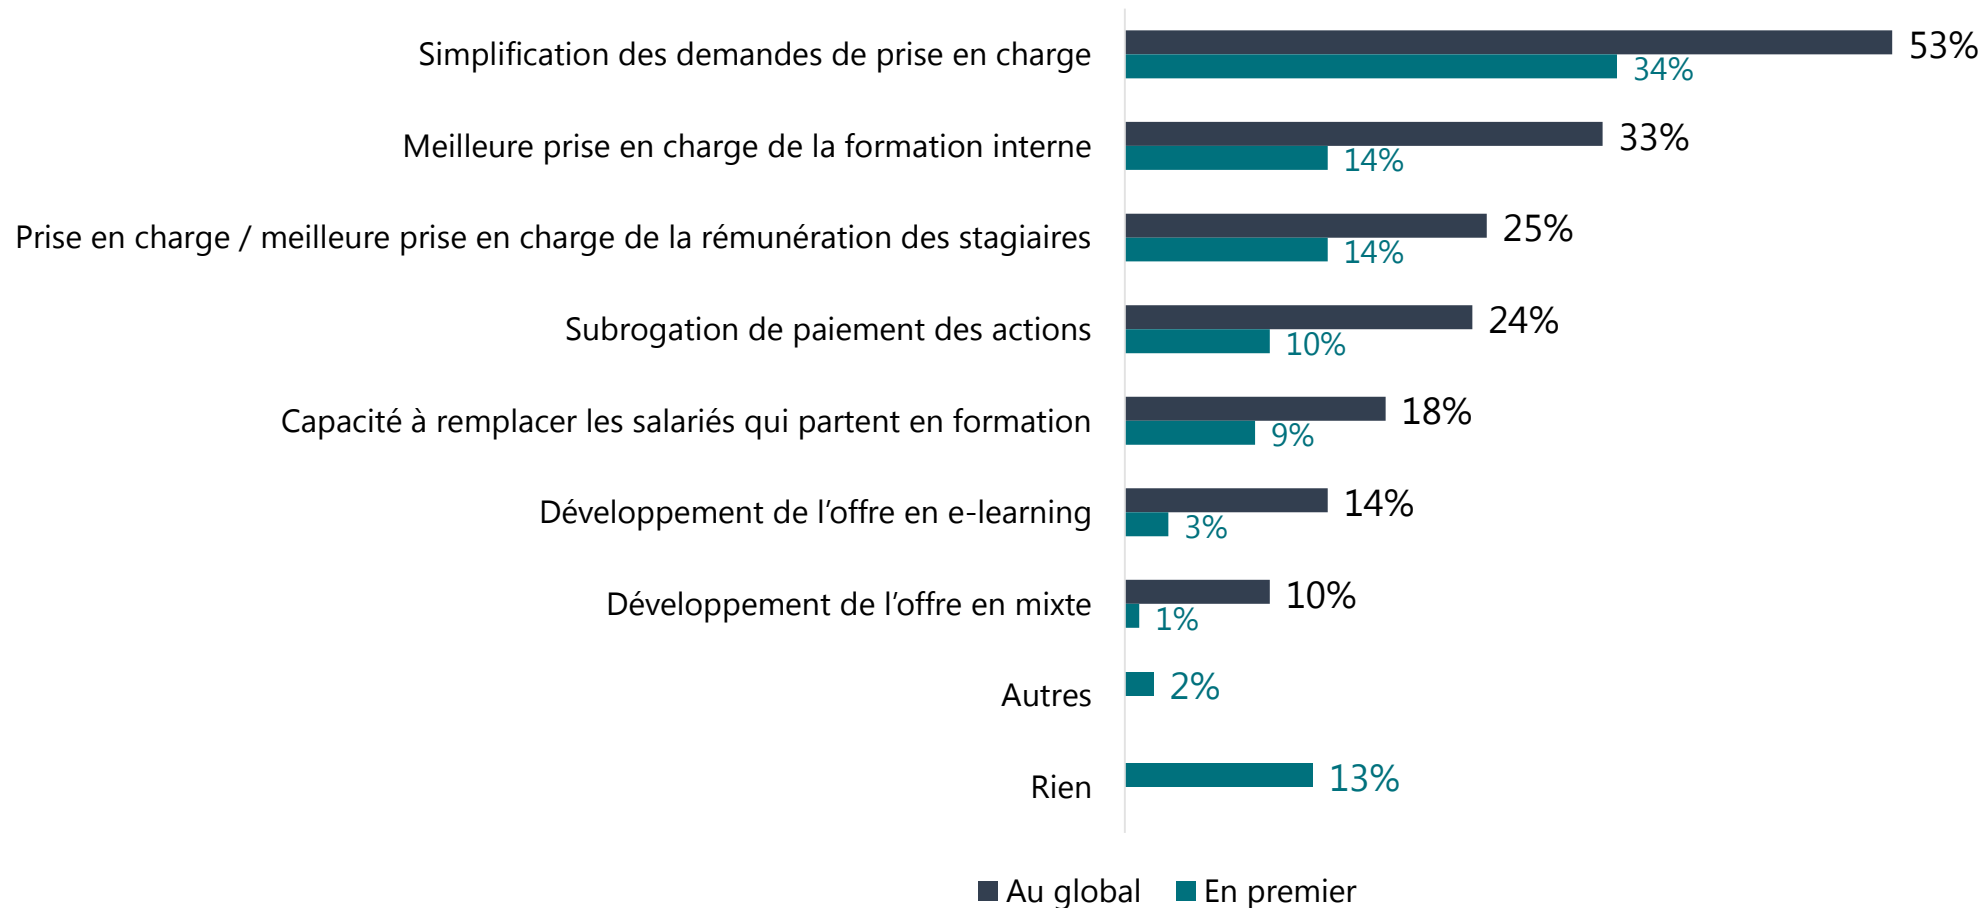 Simplification des demandes de prise en charge
53%
34%
Meilleure prise en charge de la formation interne
33%
14%
Prise en charge / meilleure prise en charge de la rémunération des stagiaires
25%
14%
Subrogation de paiement des actions
24%
10%
Capacité à remplacer les salariés qui partent en formation
18%
9%
Développement de l’offre en e-learning
14%
3%
Développement de l’offre en mixte
10%
1%
Autres
2%
Rien
13%
Au global
En premier